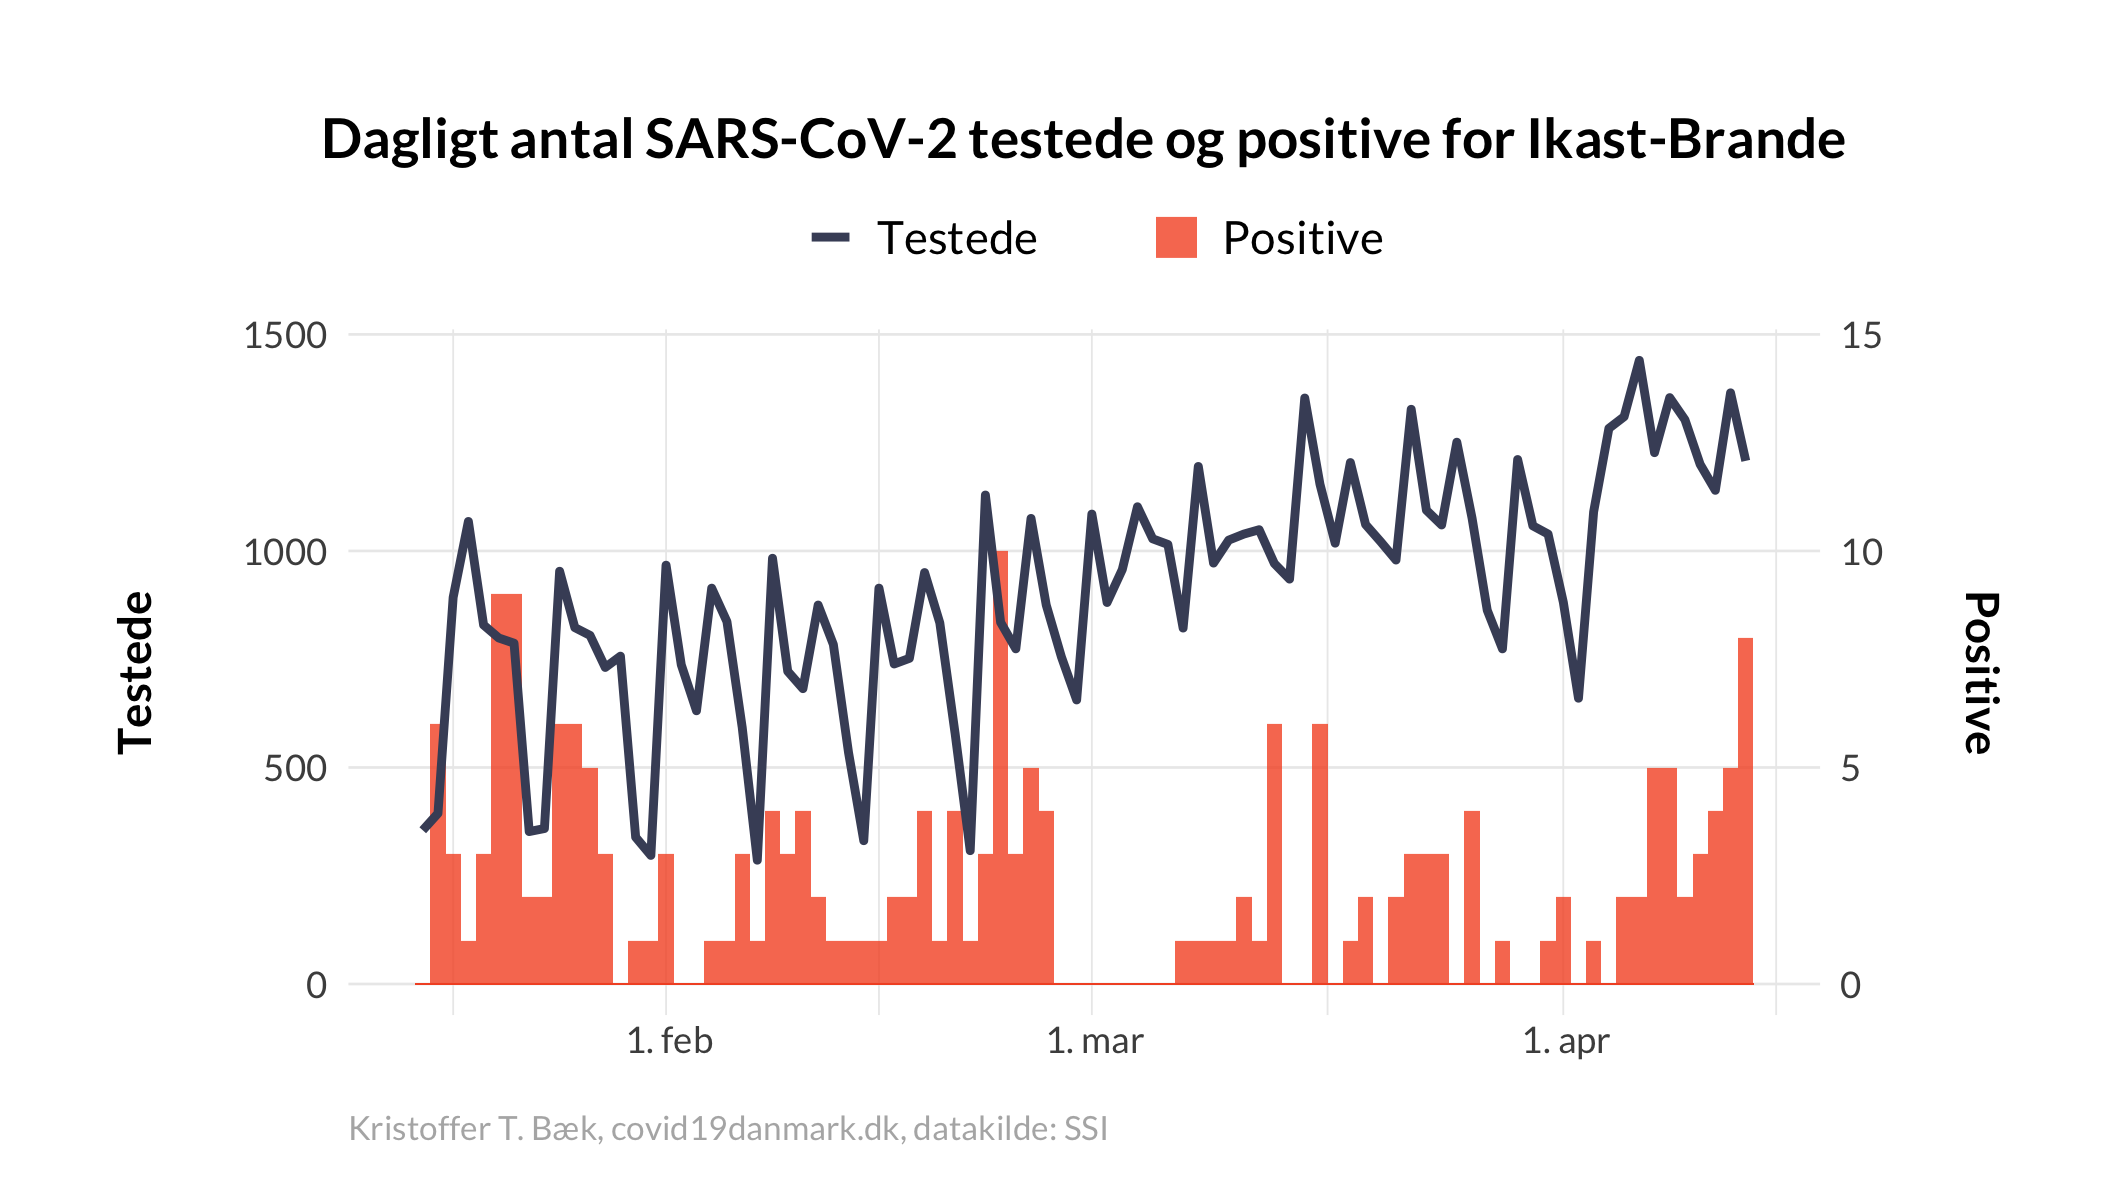 Dagligt antal SARS-CoV-2 testede og positive for Ikast-Brande
Testede Positive
1500 15
1000 10
Testede Positive
500 5
0 0
1. feb 1. mar 1. apr
Kristoffer T. Bæk, covid19danmark.dk, datakilde: SSI